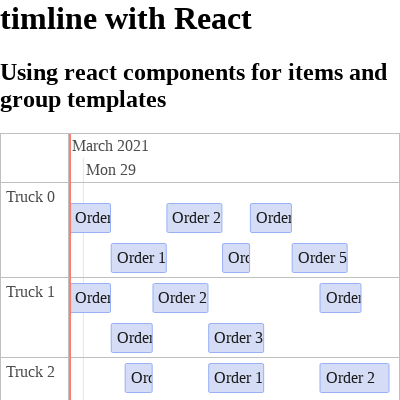 timline with React
Using react components for items and
group templates
March 2021
Mon 29
Truck 0
Order
Order 2
Order
Order 1
Order 5
Truck 1
Order
Order 2
Order
Order
Order 3
Truck 2
Order 1
Order 2